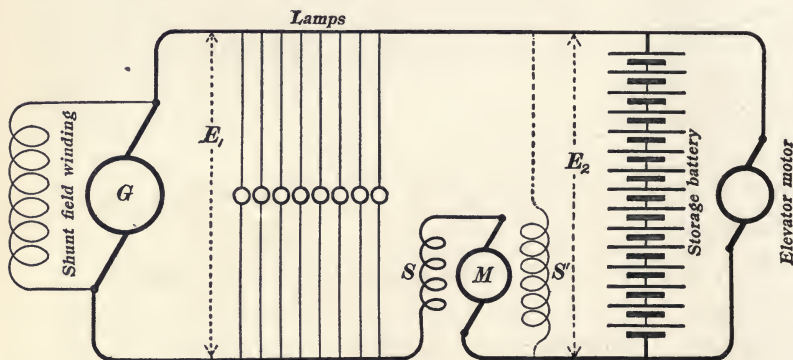 Lamps
Shunt field winding
G
E₁
S
M
S'
E₂
Storage battery
Elevator motor